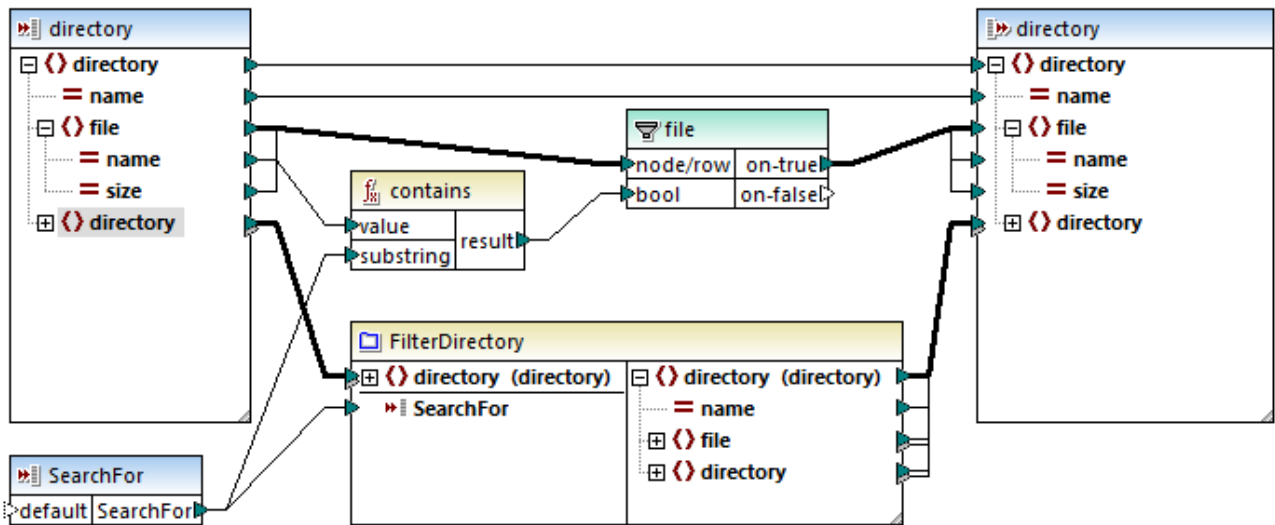 directory
directory
name
file
name
size
directory
contains
value
substring
result
file
node/row on-true
bool on-false
directory
directory
name
file
name
size
directory
FilterDirectory
directory (directory)
SearchFor
directory (directory)
name
file
directory
SearchFor
default SearchFor